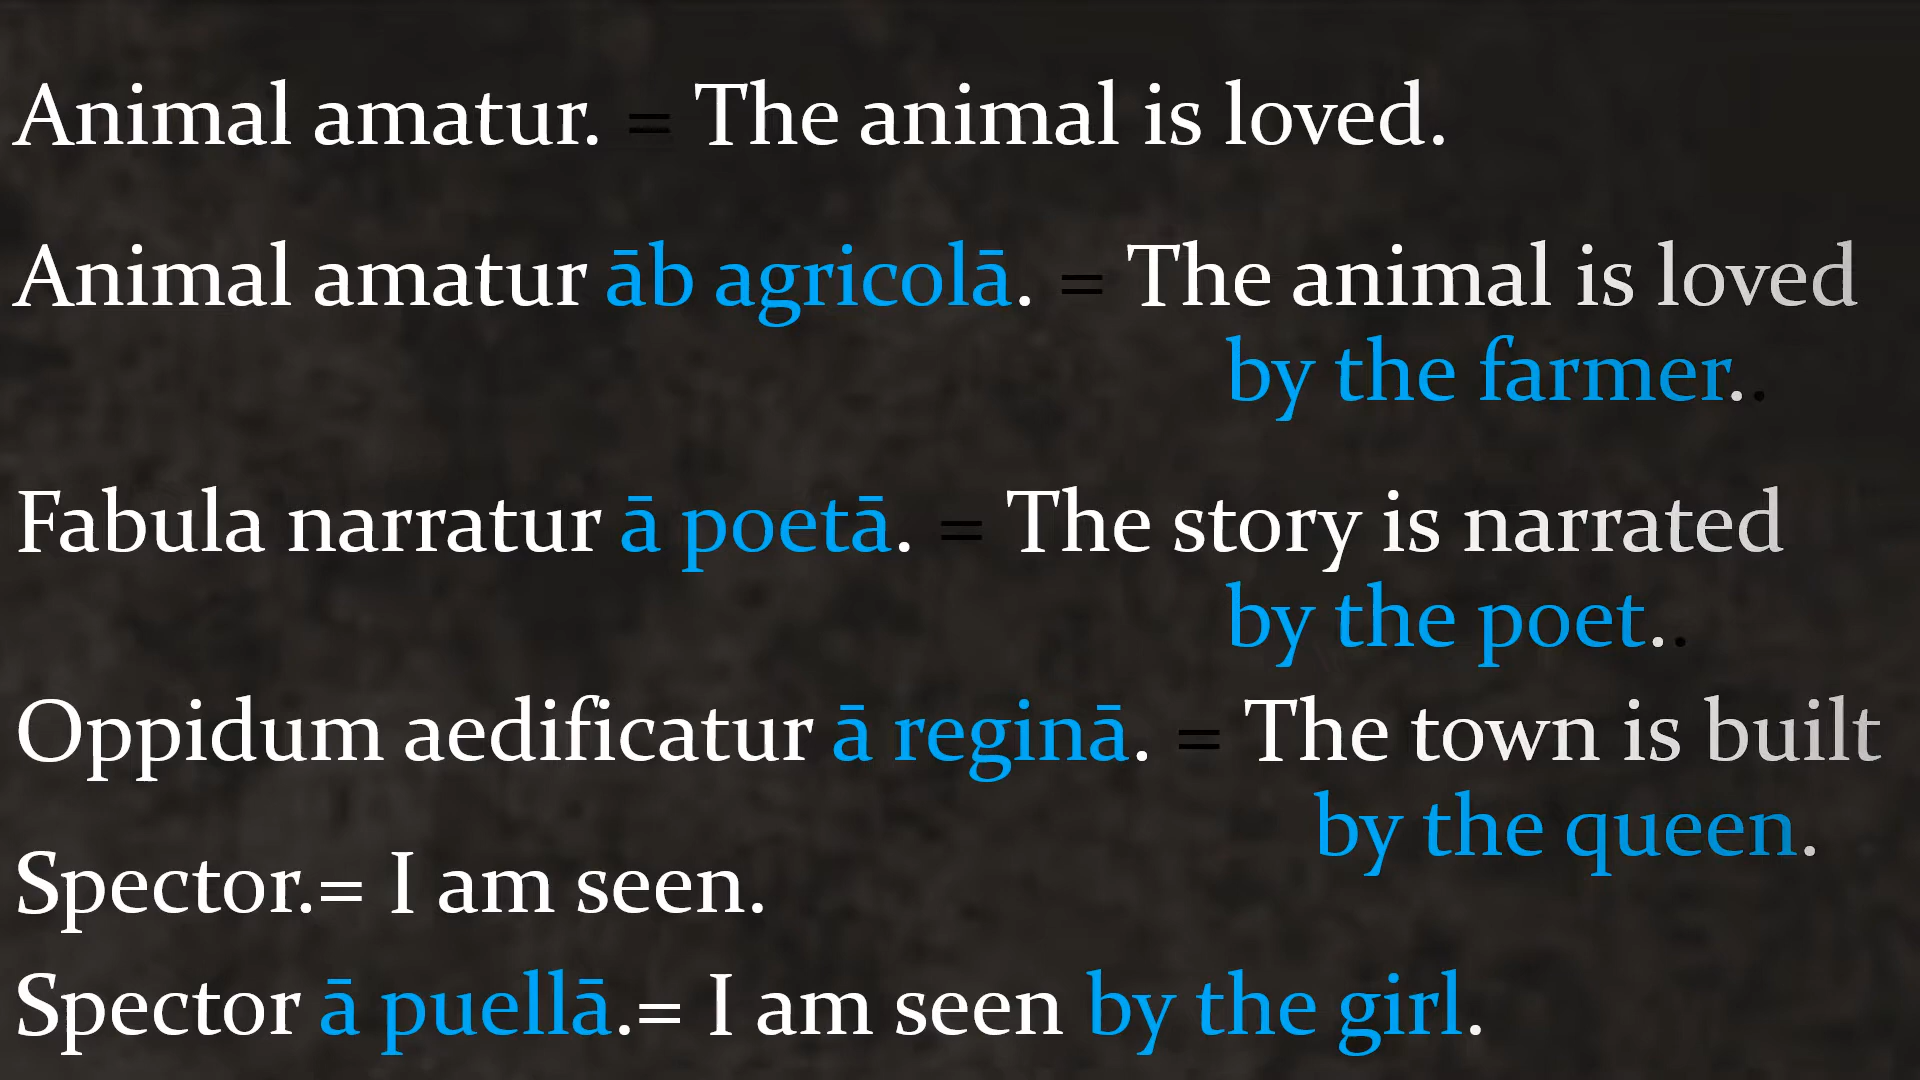 Animal amatur. = The animal is loved.
Animal amatur āb agricolā. = The animal is loved
by the farmer..
Fabula narratur ā poetā. = The story is narrated
by the poet..
Oppidum aedificatur ā reginā. = The town is built
by the queen.
Spector.= I am seen.
Spector ā puellā.= I am seen by the girl.